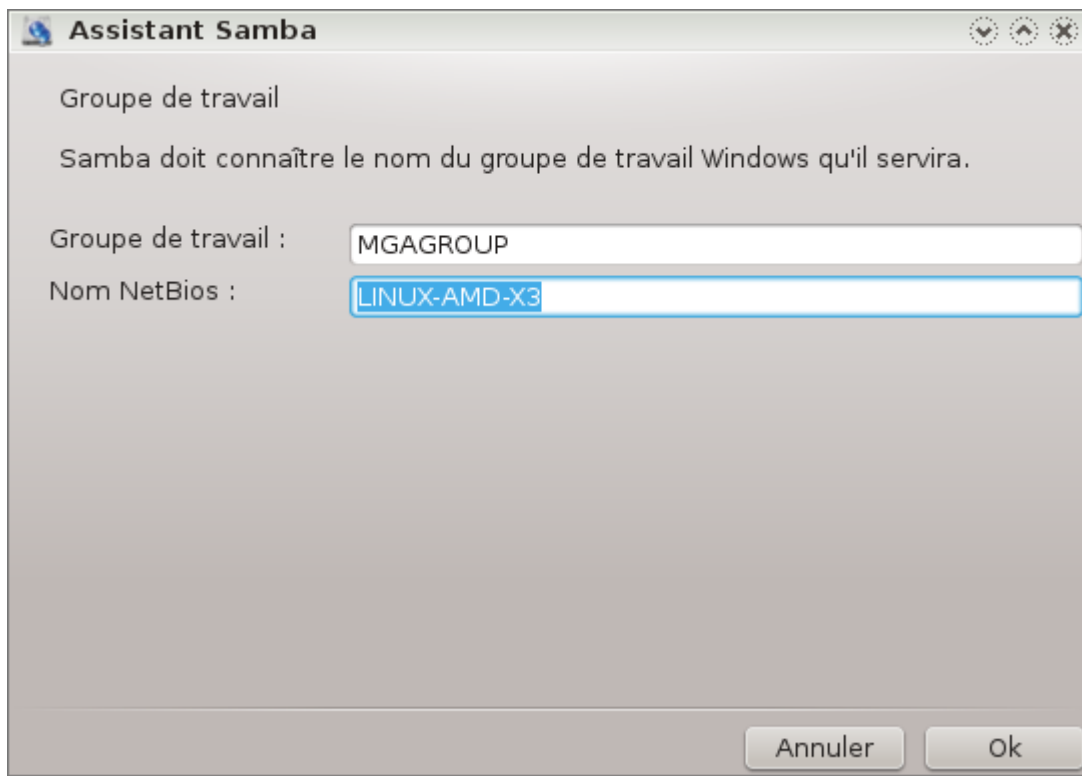 Assistant Samba
Groupe de travail
Samba doit connaître le nom du groupe de travail Windows qu'il servira.
Groupe de travail : MGAGROUP
Nom NetBios : LINUX-AMD-X3
Annuler Ok